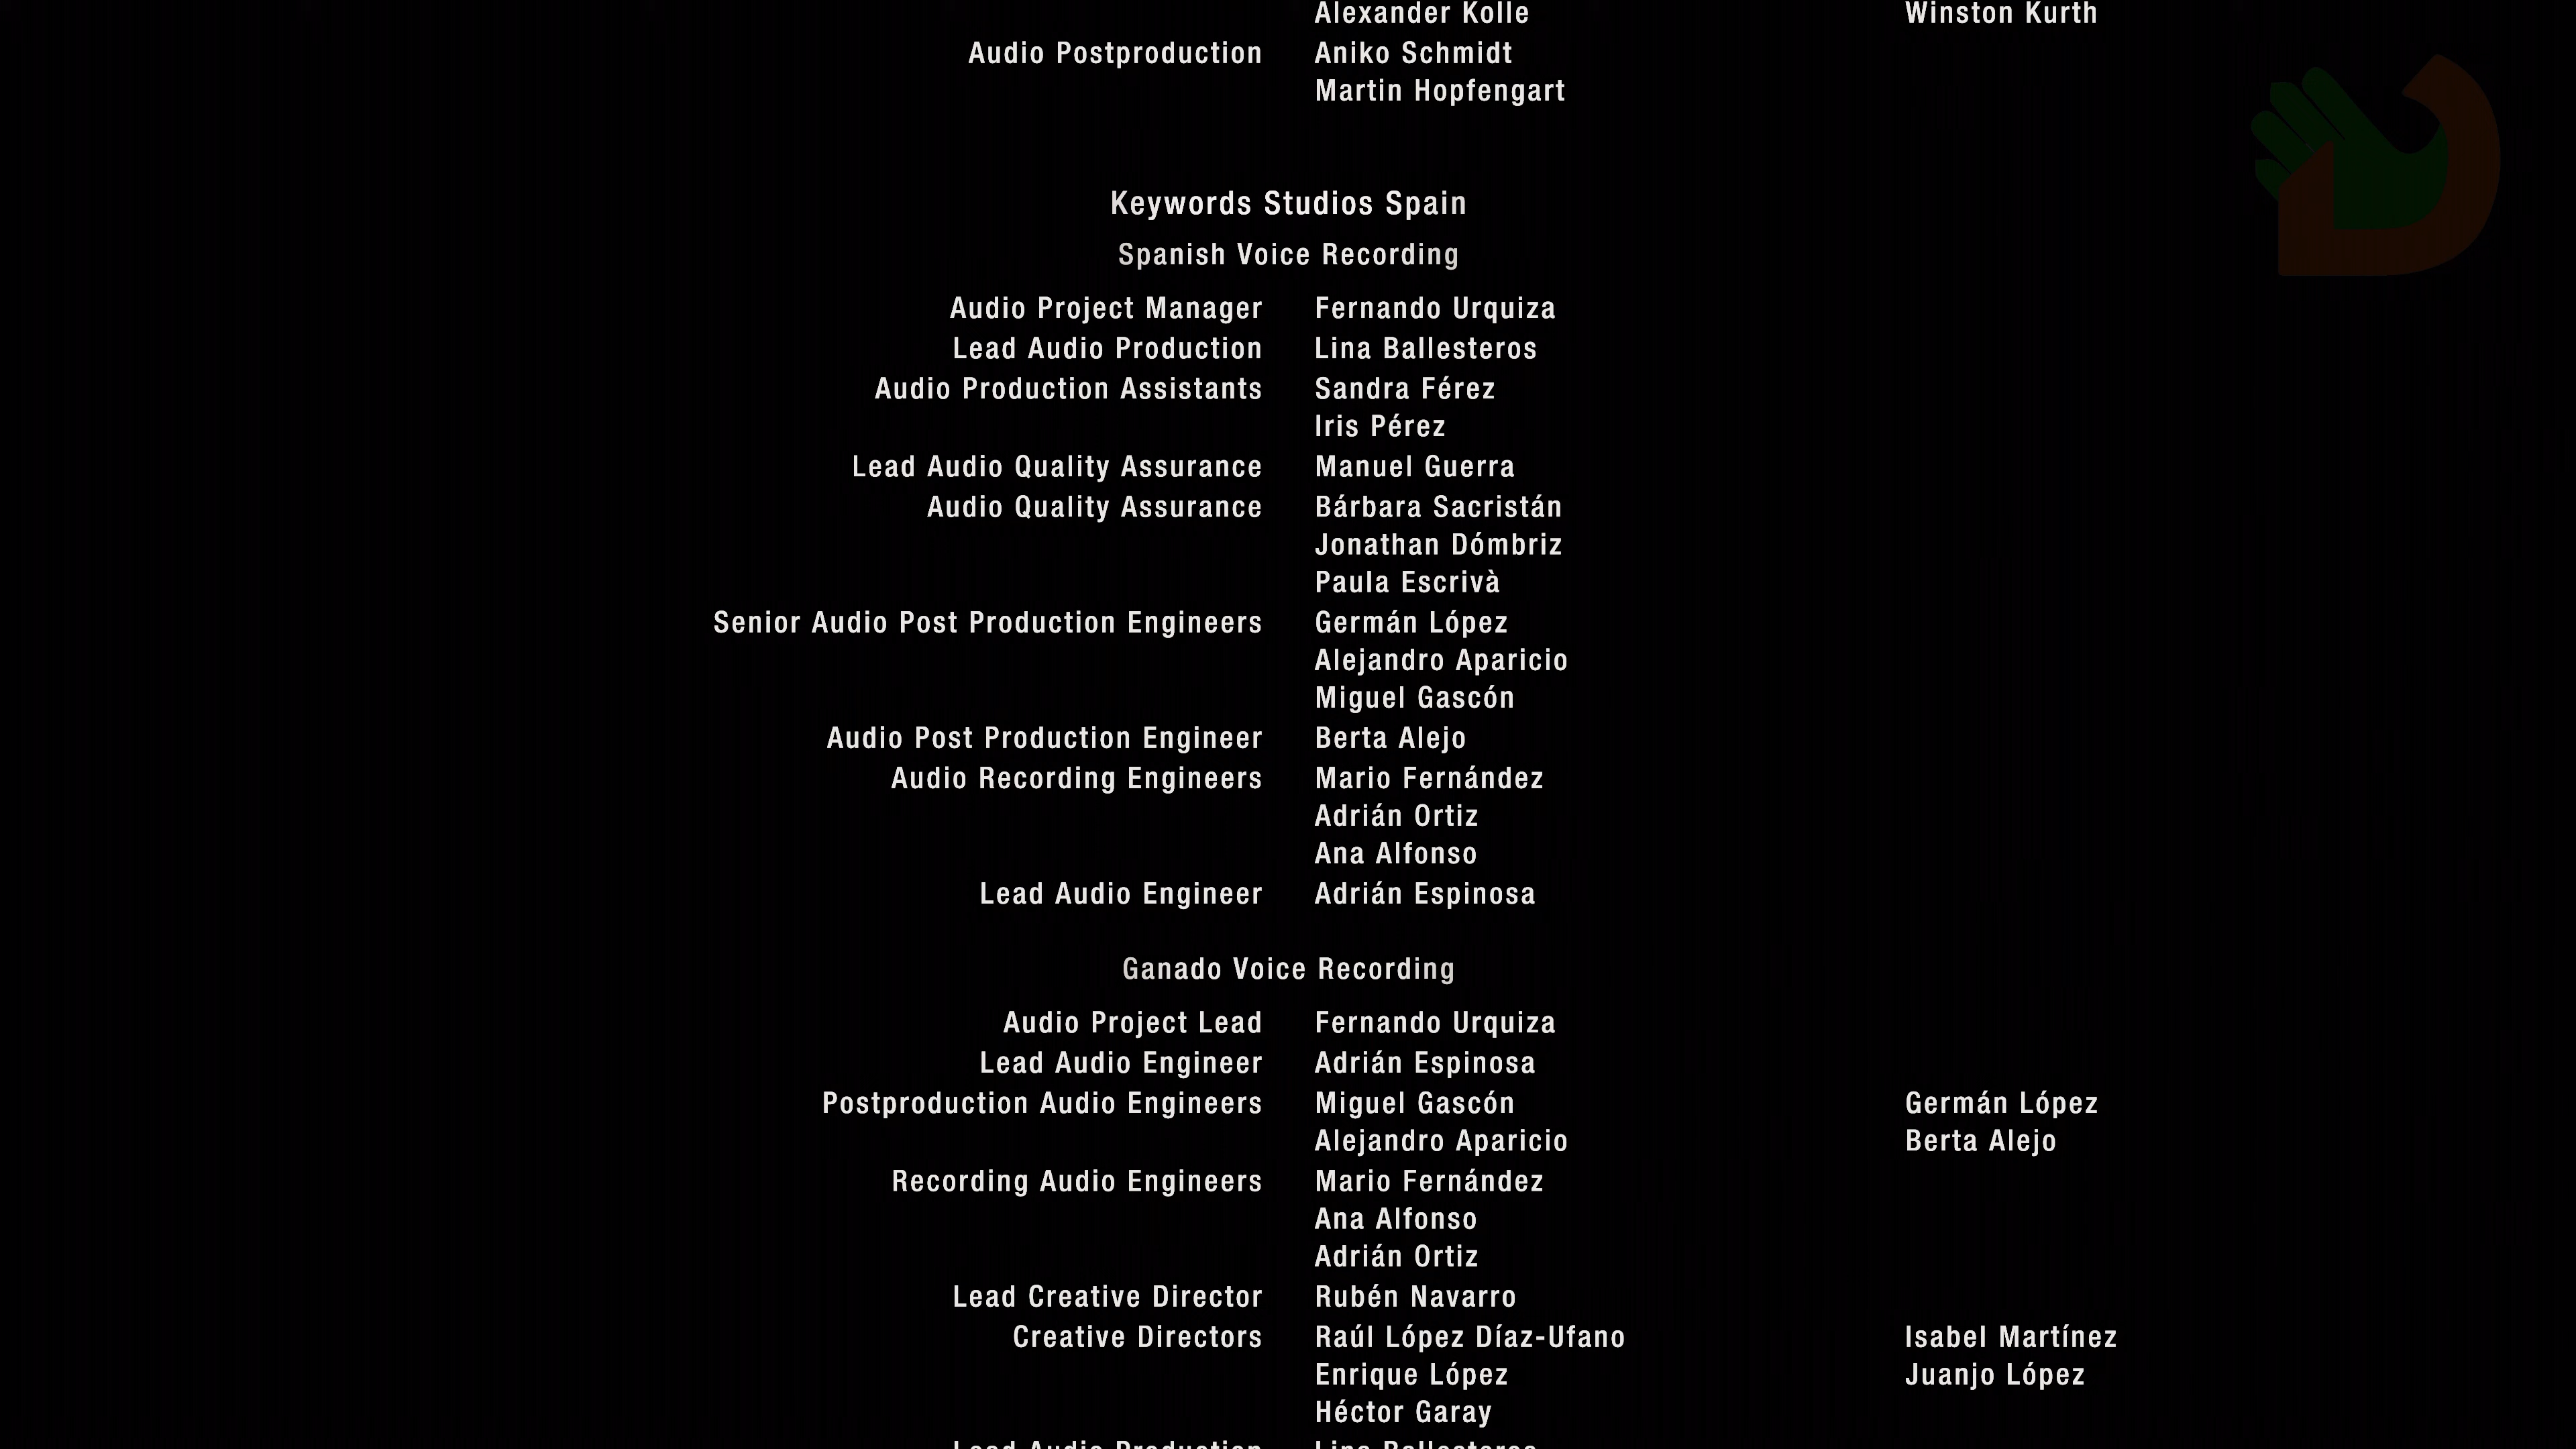 Alexander Kolle Winston Kurth
Audio Postproduction Aniko Schmidt
Martin Hopfengart
Keywords Studios Spain
Spanish Voice Recording
Audio Project Manager Fernando Urquiza
Lead Audio Production Lina Ballesteros
Audio Production Assistants Sandra Férez
Iris Pérez
Lead Audio Quality Assurance Manuel Guerra
Audio Quality Assurance Bárbara Sacristán
Jonathan Dómbriz
Paula Escrivà
Senior Audio Post Production Engineers Germán López
Alejandro Aparicio
Miguel Gascón
Audio Post Production Engineer Berta Alejo
Audio Recording Engineers Mario Fernández
Adrián Ortiz
Ana Alfonso
Lead Audio Engineer Adrián Espinosa
Ganado Voice Recording
Audio Project Lead Fernando Urquiza
Lead Audio Engineer Adrián Espinosa
Postproduction Audio Engineers Miguel Gascón Germán López
Alejandro Aparicio Berta Alejo
Recording Audio Engineers Mario Fernández
Ana Alfonso
Adrián Ortiz
Lead Creative Director Rubén Navarro
Creative Directors Raúl López Díaz-Ufano Isabel Martínez
Enrique López Juanjo López
Héctor Garay
Lead Audio Production Lina Ballesteros